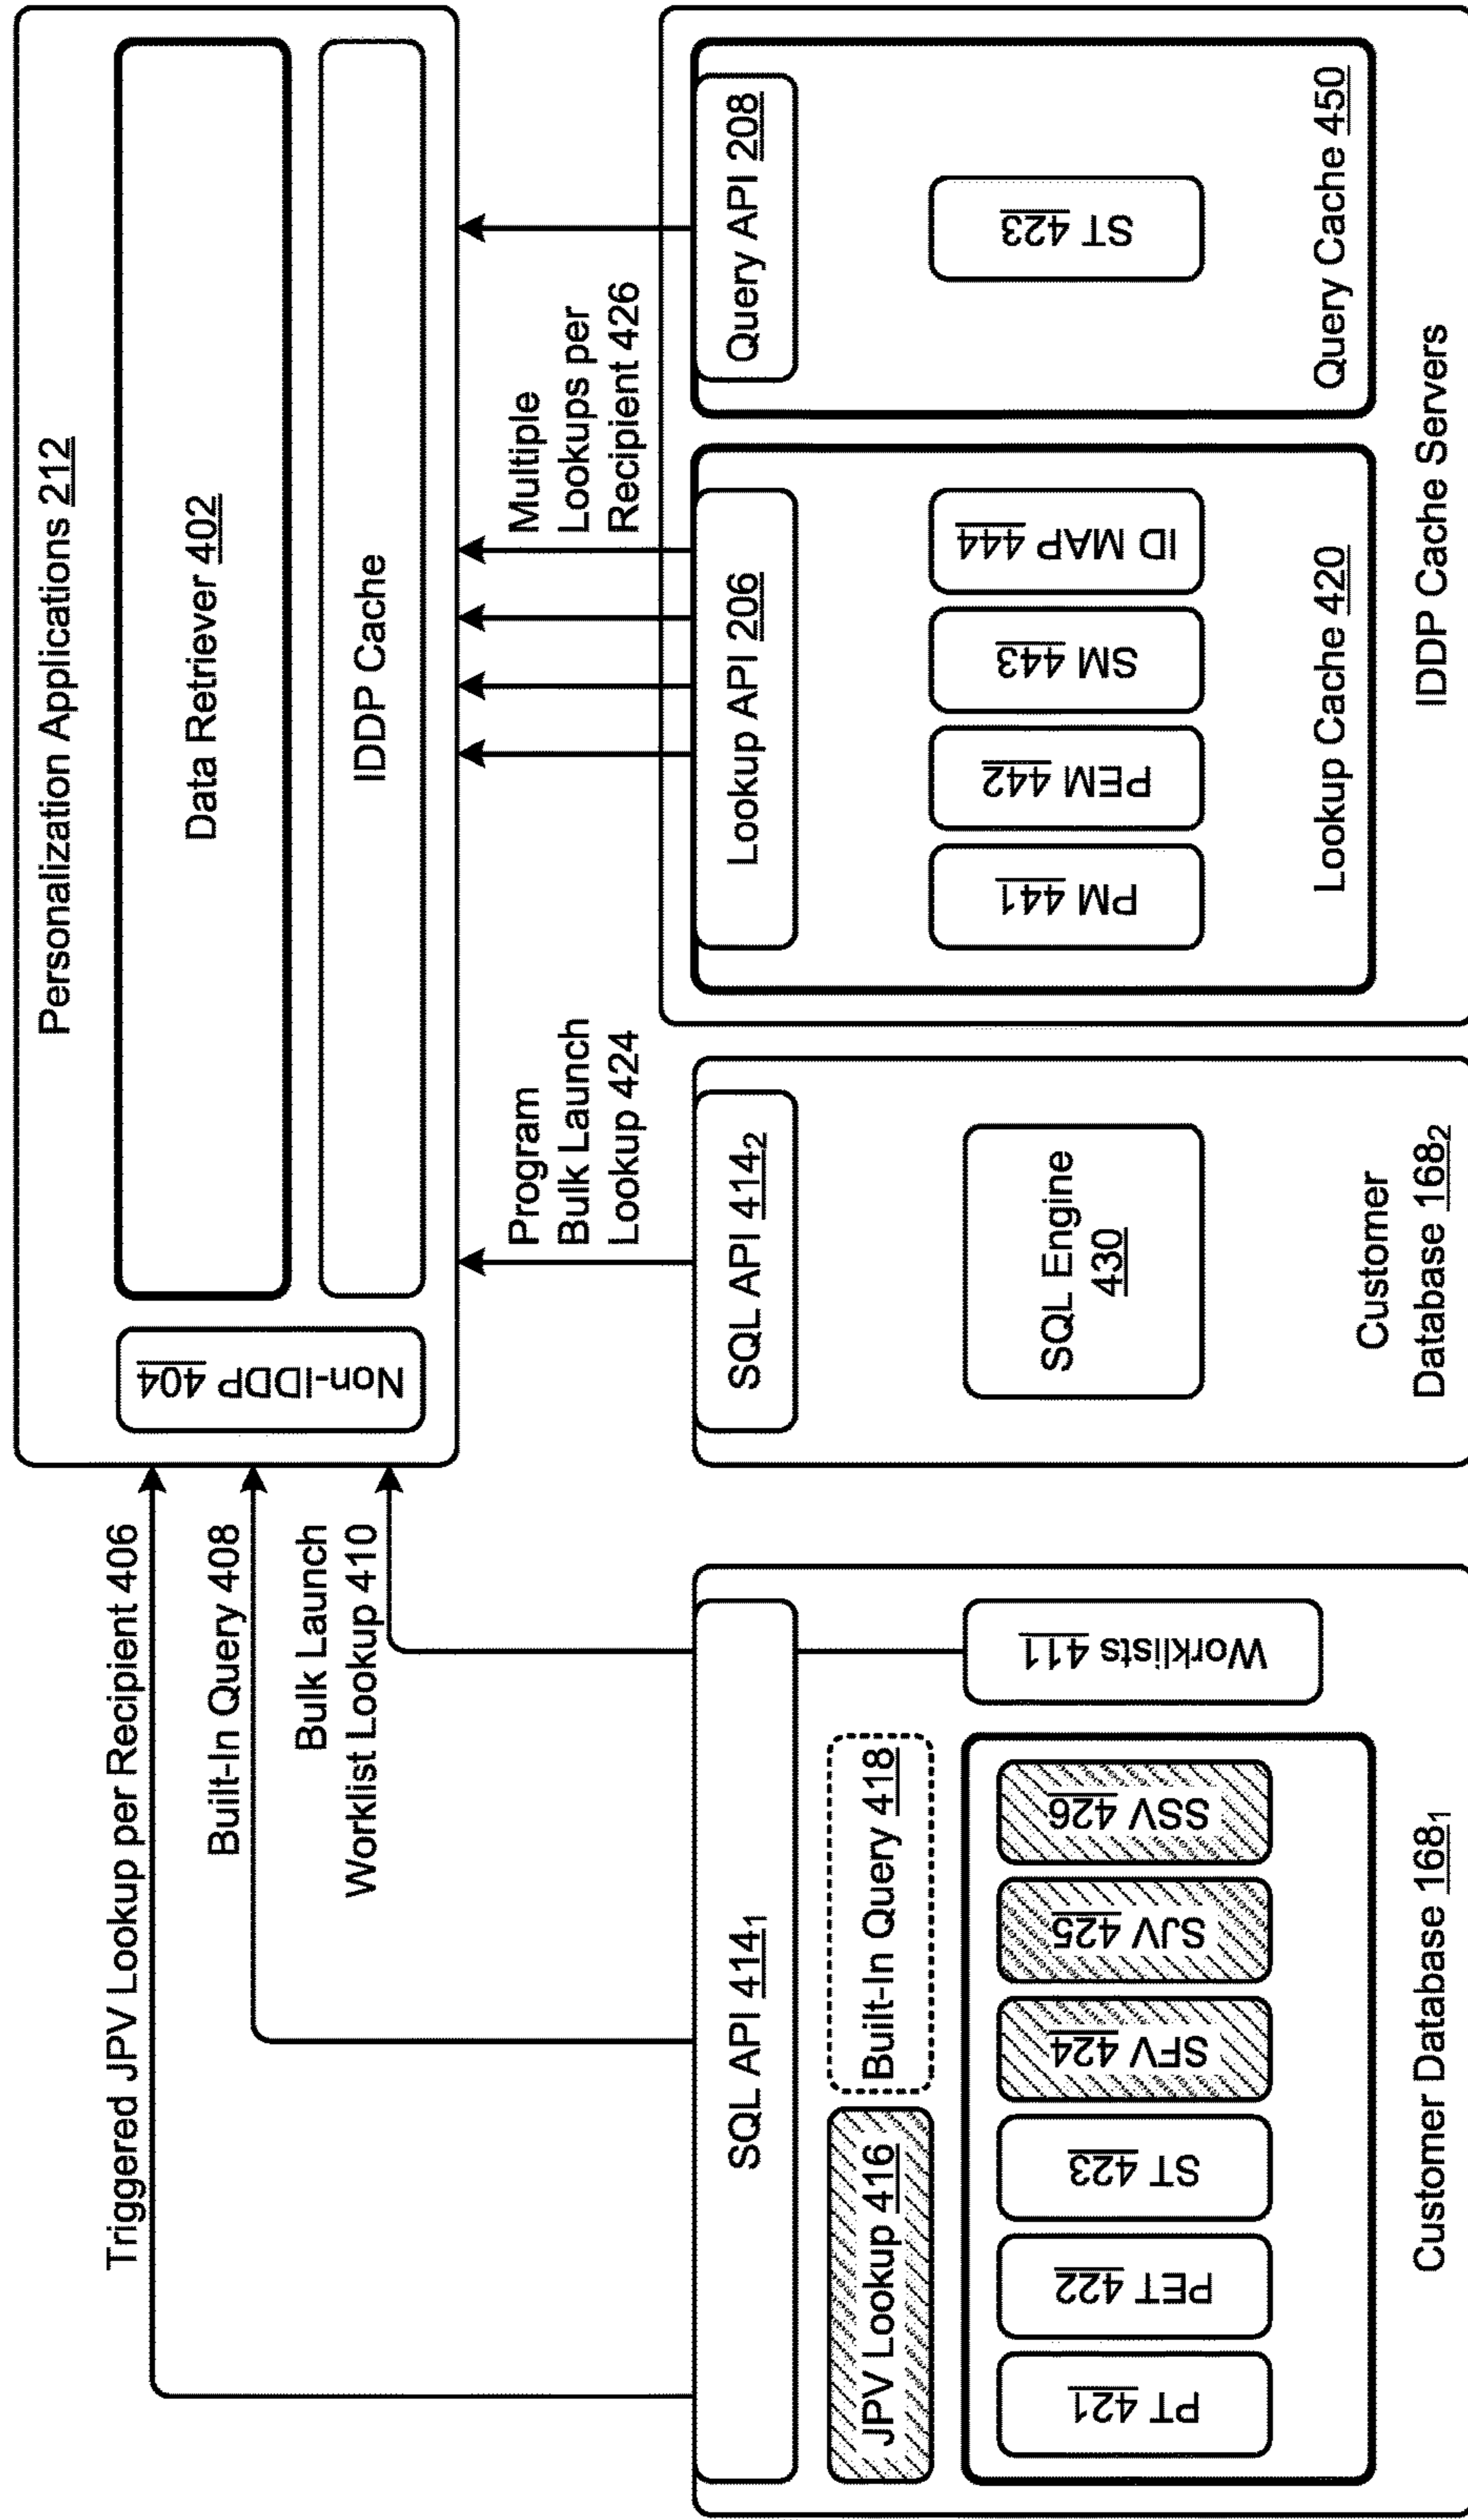 Personalization Applications 212
Non-IDDP 404
Data Retriever 402
IDDP Cache
Triggered JPV Lookup per Recipient 406
Built-In Query 408
Bulk Launch
Worklist Lookup 410
Program
Bulk Launch
Lookup 424
Multiple
Lookups per
Recipient 426
SQL API 414₁
JPV Lookup 416
Built-In Query 418
Worklists 411
PT 421
PET 422
ST 423
SFV 424
SJV 425
SSV 426
Customer Database 168₁
SQL API 414₂
SQL Engine
430
Customer
Database 168₂
Lookup API 206
PM 441
PEM 442
SM 443
ID MAP 444
Lookup Cache 420
Query API 208
ST 423
Query Cache 450
IDDP Cache Servers